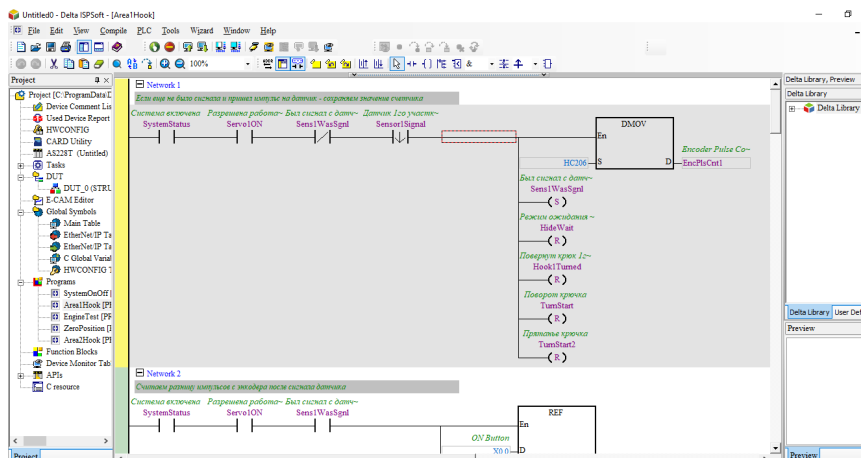 Untitled0 - Delta ISPSoft - [Area1Hook]
File Edit View Compile PLC Tools Wizard Window Help
100%
Project
Project [C:\ProgramData\D
Device Comment Lis
Used Device Report
HWCONFIG
CARD Utility
AS228T (Untitled)
Tasks
DUT
DUT_0 (STRU
E-CAM Editor
Global Symbols
Main Table
EtherNet/IP Ta
EtherNet/IP Ta
C Global Variab
HWCONFIG T
Programs
SystemOnOff [
Area1Hook [P
EngineTest [PR
ZeroPosition [
Area2Hook [P
Function Blocks
Device Monitor Tab
APIs
C resource
Project
Network 1
Если еще не было сигнала и пришел импульс на датчик - сохраняем значение счетчика
Система включена Разрешена работа~ Был сигнал с датч~ Датчик 1го участк~
SystemStatus Servo1ON Sens1WasSgnl Sensor1Signal
DMOV
En
Encoder Pulse Co~
HC206 S D EncPlsCnt1
Был сигнал с датч~
Sens1WasSgnl
S
Режим ожидания ~
HideWait
R
Повернут крюк 1г~
Hook1Turned
R
Поворот крючка
TurnStart
R
Прятанье крючка
TurnStart2
R
Network 2
Считаем разницу импульсов с энкодера после сигнала датчика
Система включена Разрешена работа~ Был сигнал с датч~
SystemStatus Servo1ON Sens1WasSgnl
REF
En
ON Button
X0.0 D
Delta Library, Preview
Delta Library
Delta Library
Delta Library User Def
Preview
Preview